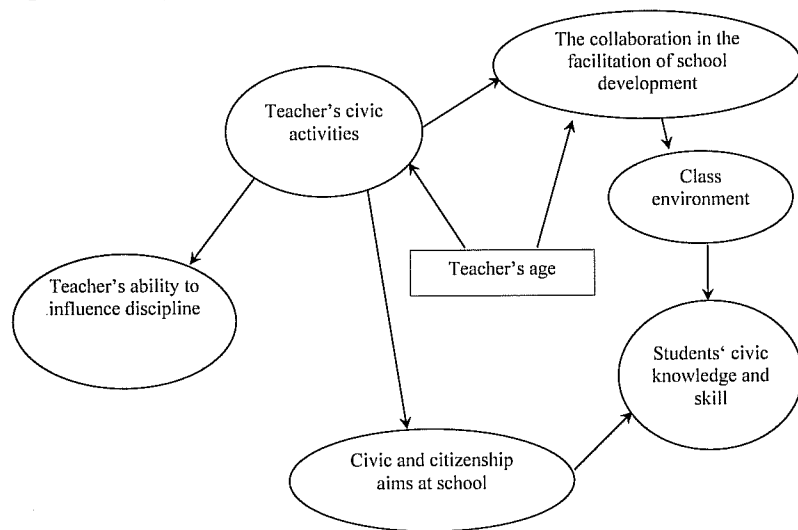 The collaboration in the
facilitation of school
development
Teacher's civic
activities
Class
environment
Teacher's age
Teacher's ability to
influence discipline
Students‘ civic
knowledge and
skill
Civic and citizenship
aims at school